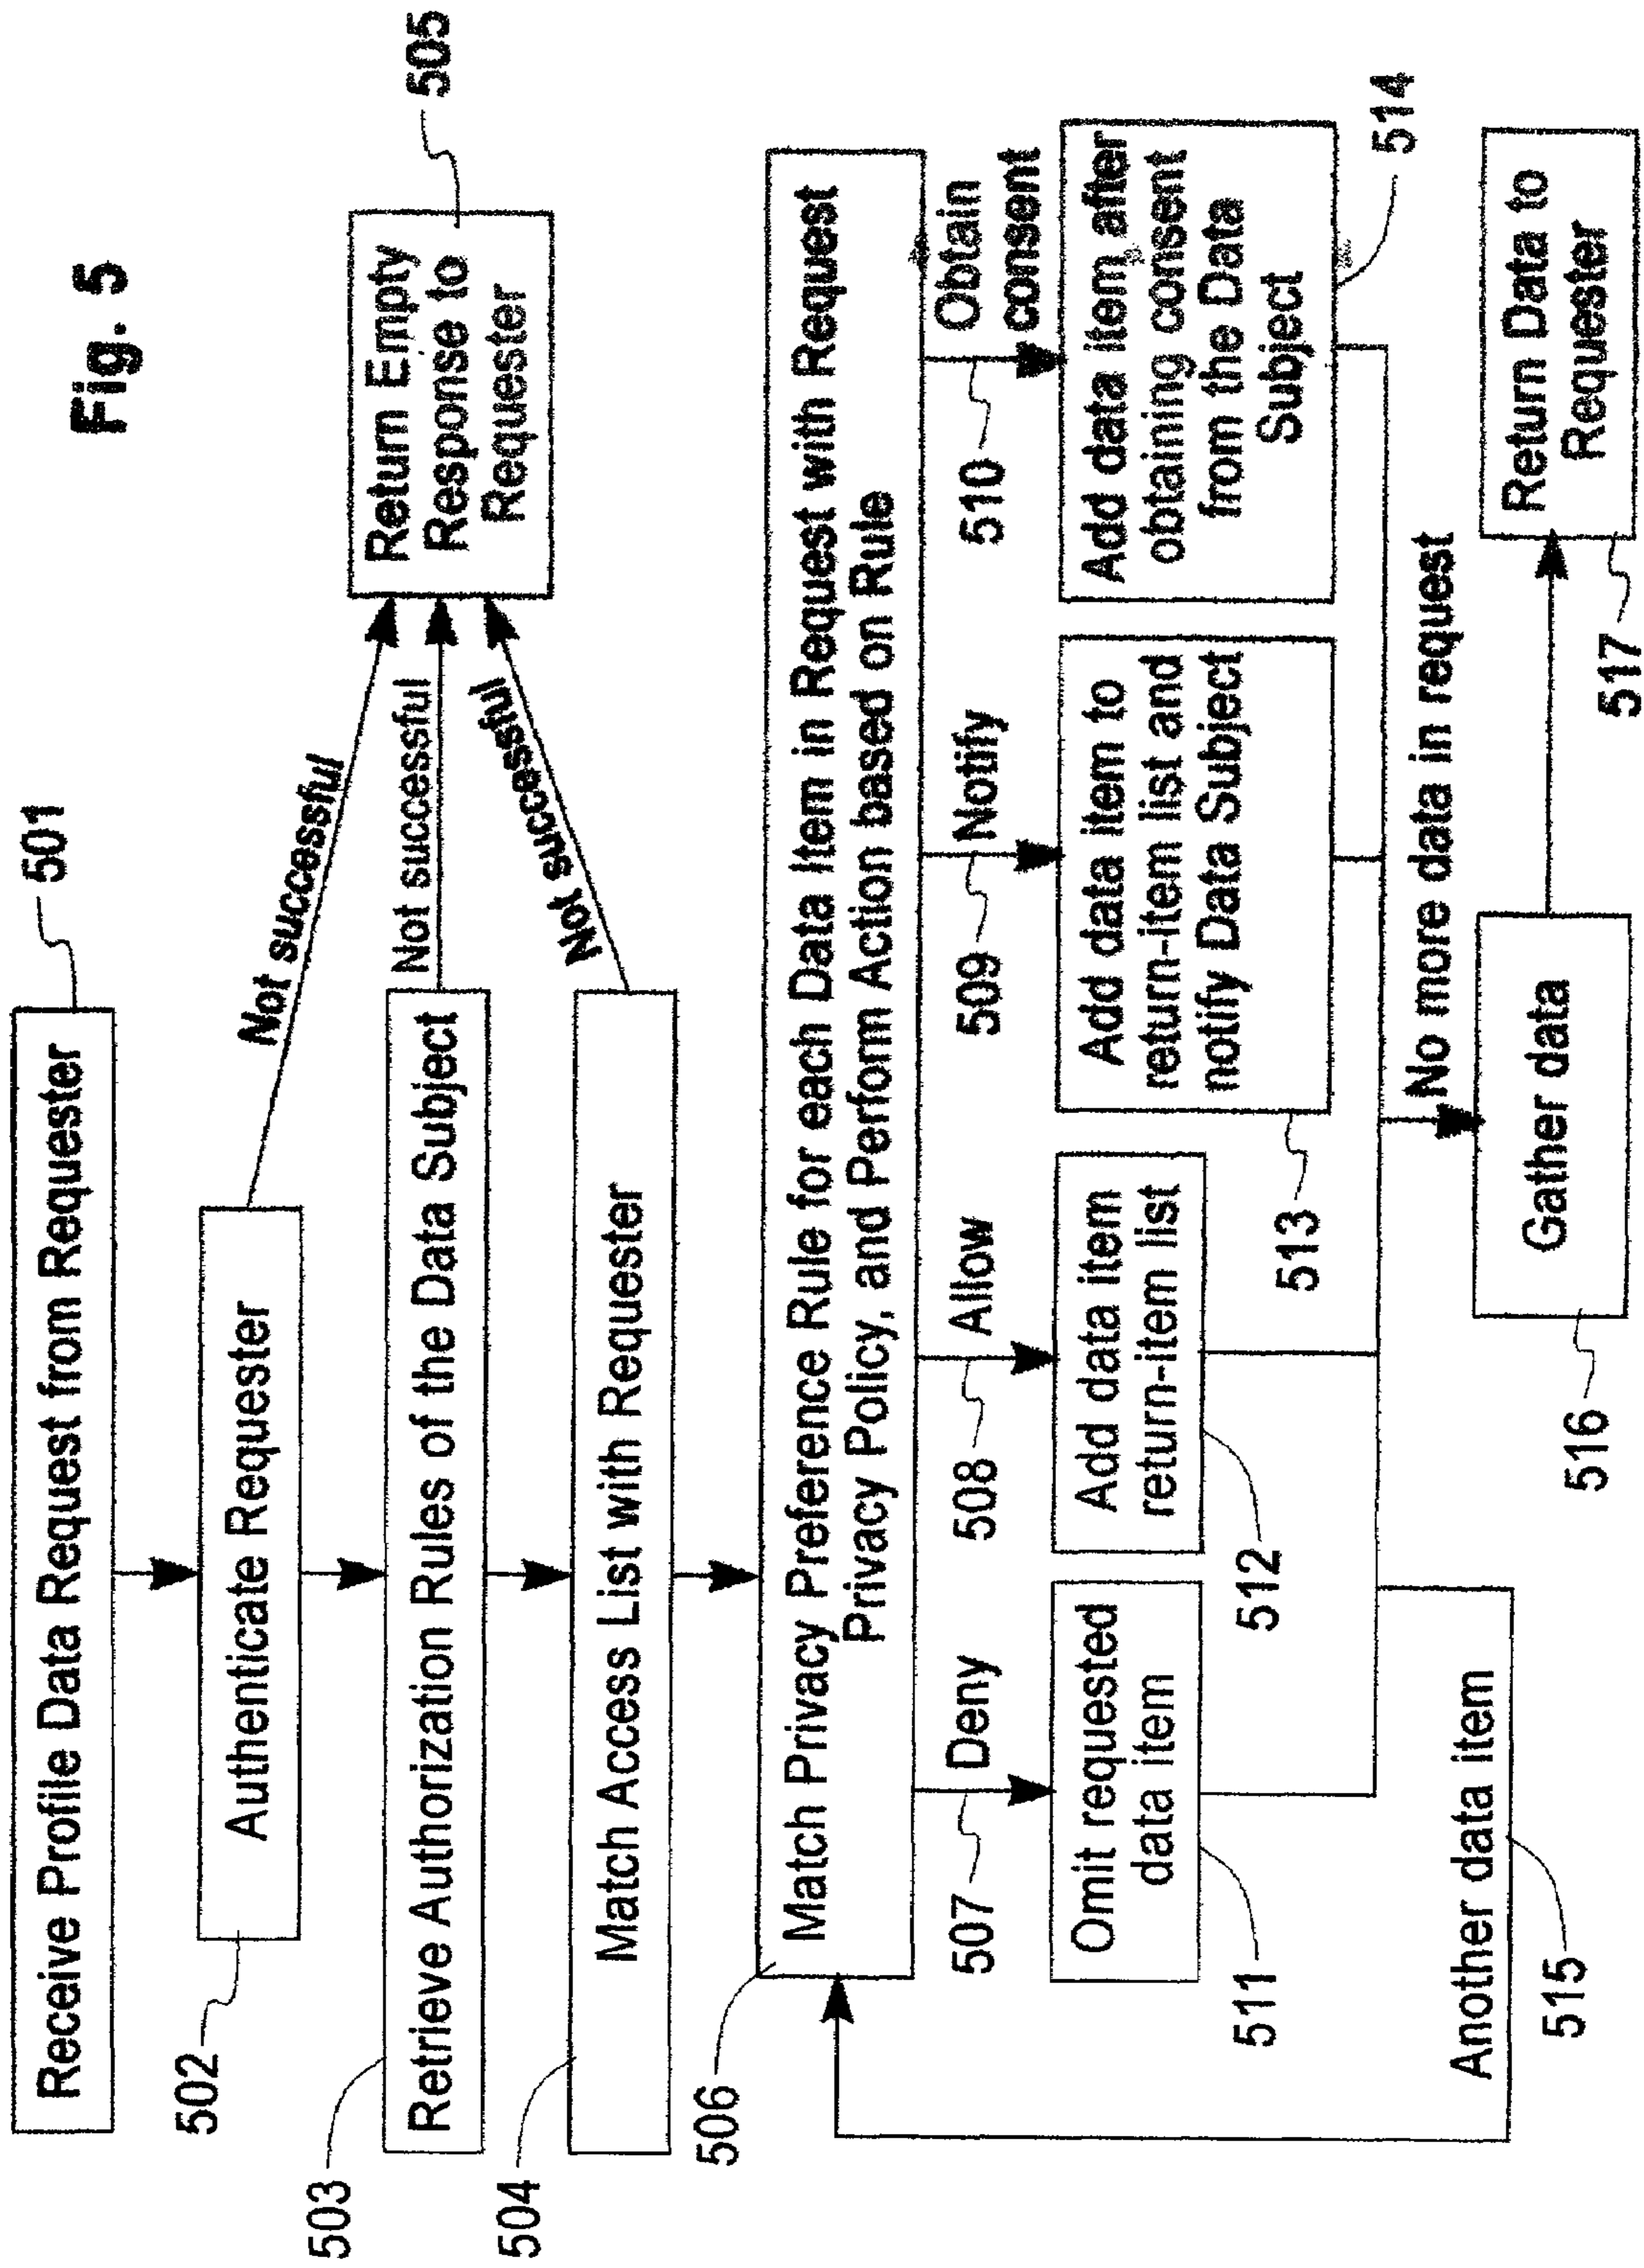 Fig. 5
Receive Profile Data Request from Requester
501
Authenticate Requester
502
Not successful
Retrieve Authorization Rules of the Data Subject
503
Not successful
Match Access List with Requester
504
Not successful
Return Empty
Response to
Requester
505
Match Privacy Preference Rule for each Data Item in Request with Request
Privacy Policy, and Perform Action based on Rule
506
507
Deny
508
Allow
509
Notify
510
Obtain
consent
Omit requested
data item
511
Add data item
return-item list
512
Add data item to
return-item list and
notify Data Subject
513
Add data item after
obtaining consent
from the Data
Subject
514
Another data item
515
No more data in request
Gather data
516
Return Data to
Requester
517